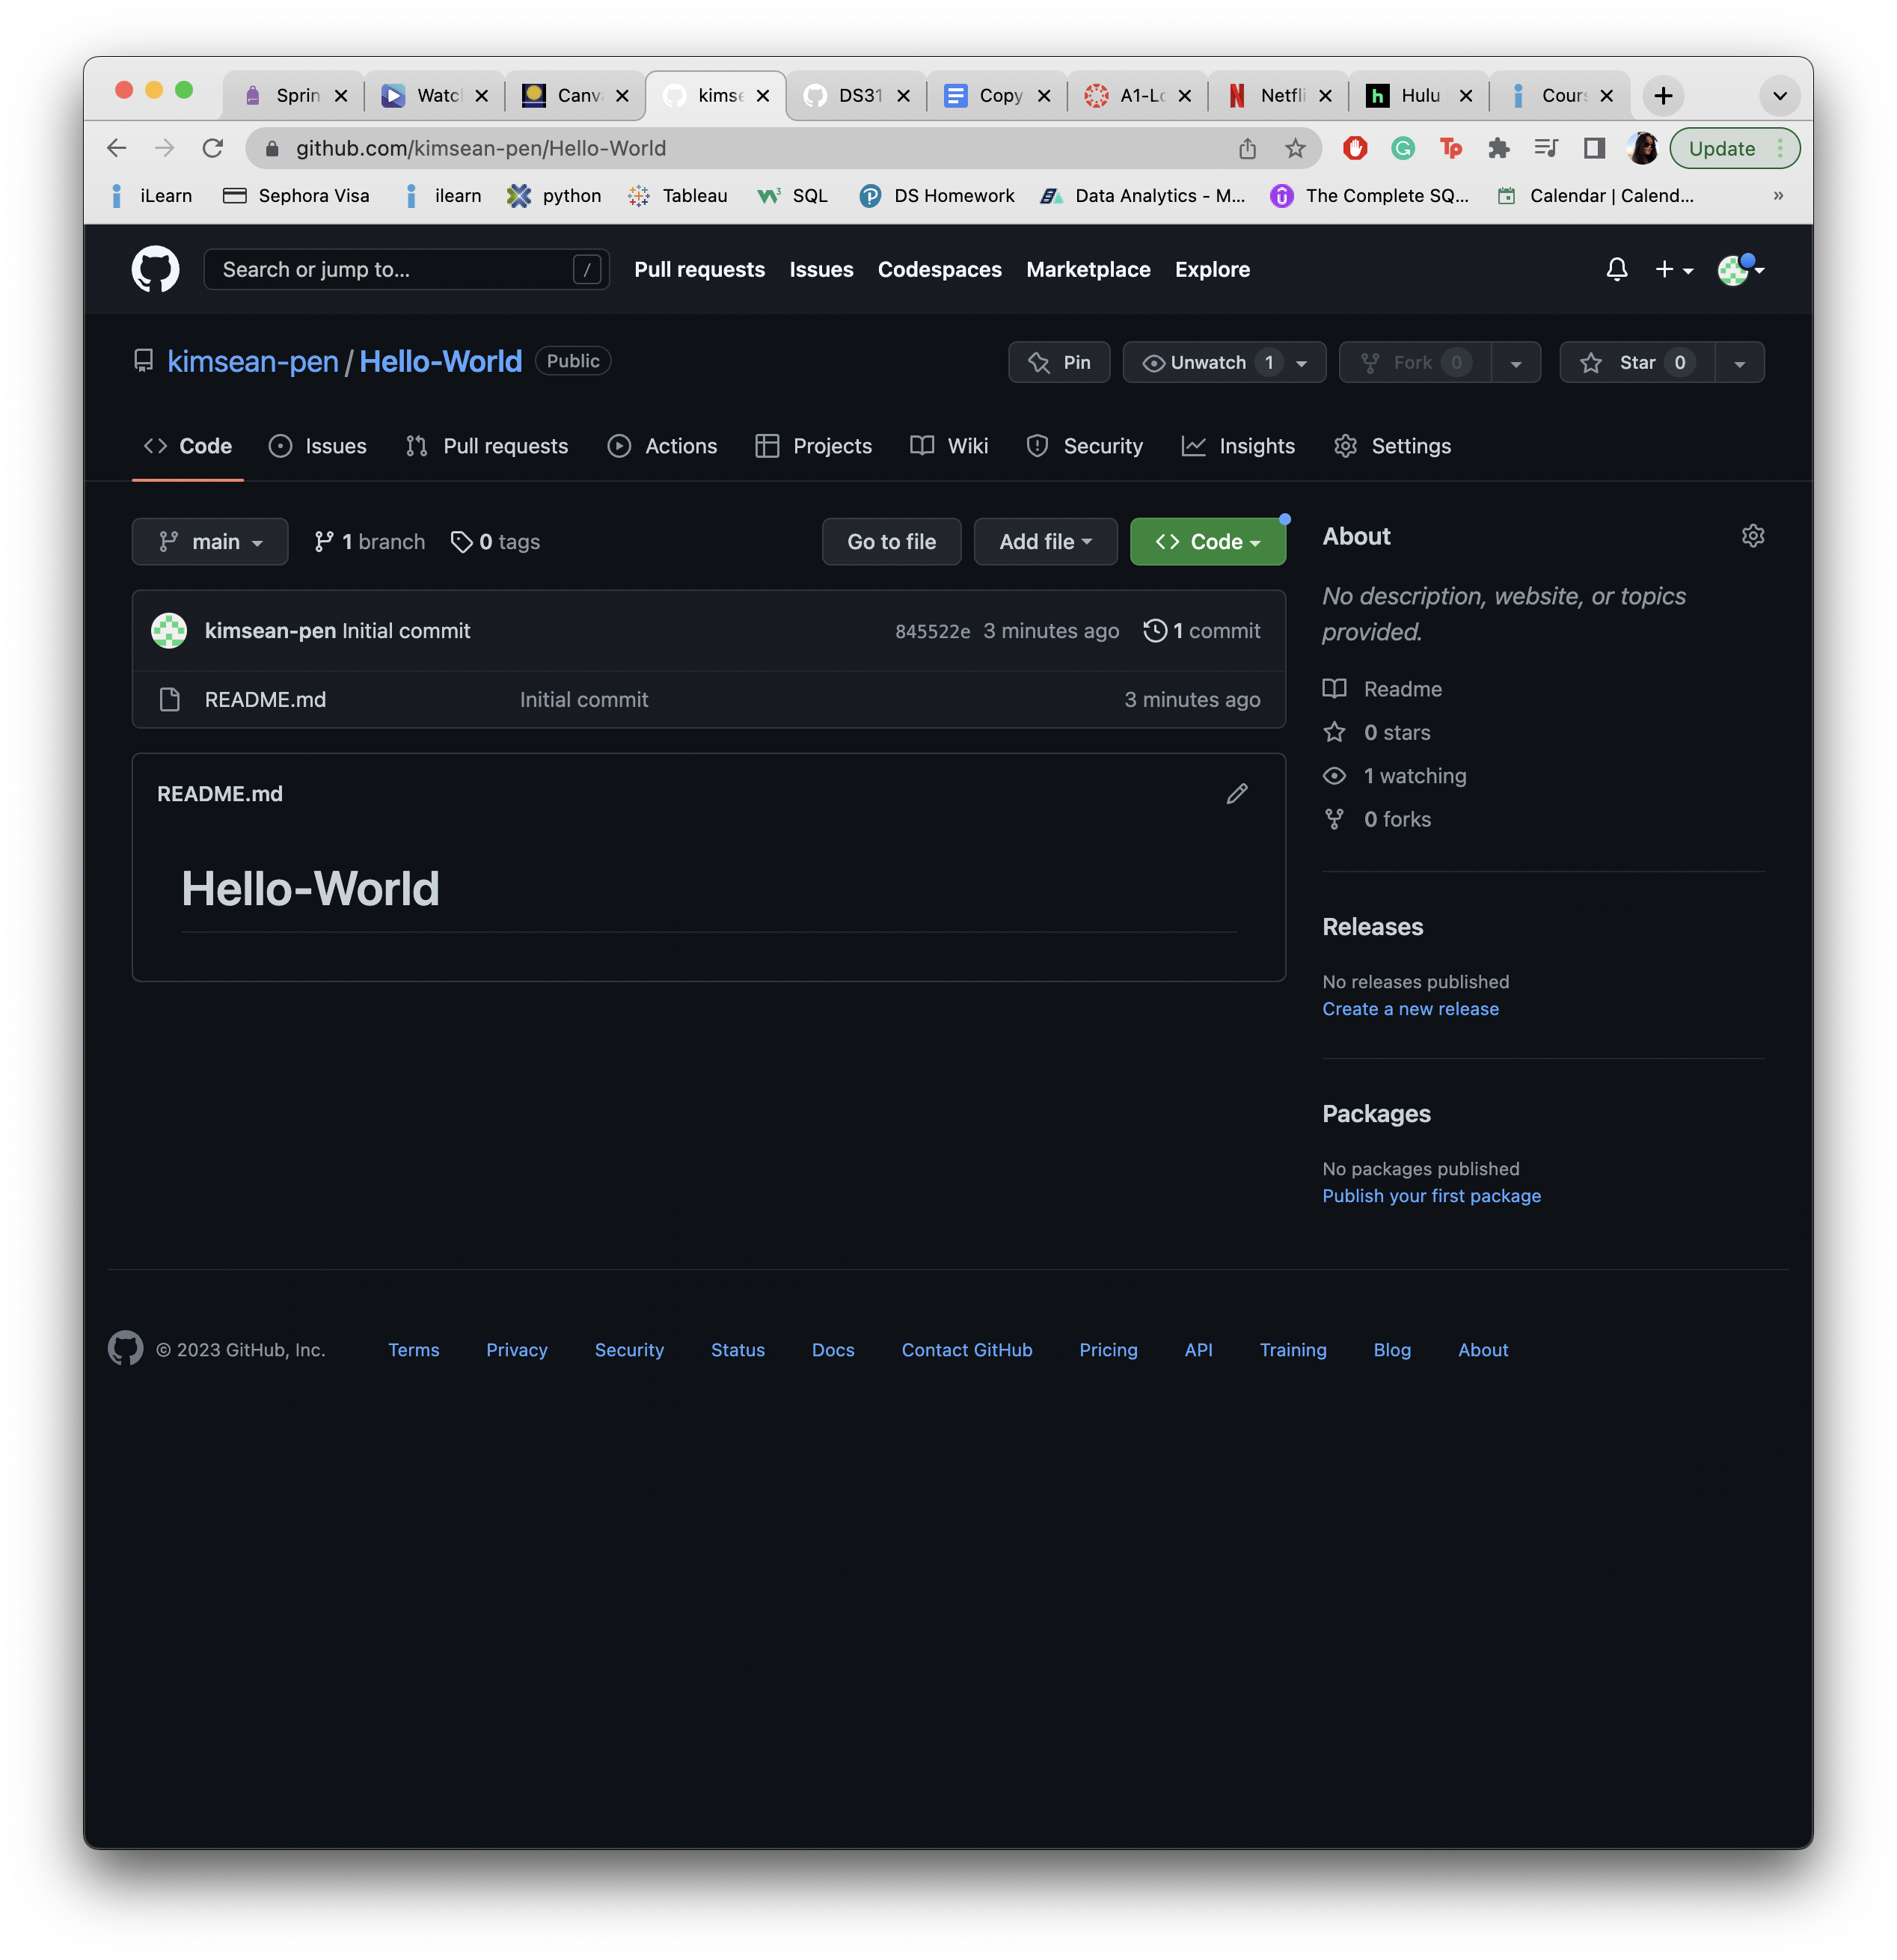 Sprin Watc Canv kimse DS31 Copy A1-Lo Netfli Hulu Cour
github.com/kimsean-pen/Hello-World Update
iLearn Sephora Visa ilearn python Tableau SQL DS Homework Data Analytics - M... The Complete SQ... Calendar | Calend... »
Search or jump to... / Pull requests Issues Codespaces Marketplace Explore
kimsean-pen / Hello-World Public Pin Unwatch 1 Fork 0 Star 0
Code Issues Pull requests Actions Projects Wiki Security Insights Settings
main 1 branch 0 tags Go to file Add file Code
kimsean-pen Initial commit 845522e 3 minutes ago 1 commit
README.md Initial commit 3 minutes ago
README.md
Hello-World
About
No description, website, or topics
provided.
Readme
0 stars
1 watching
0 forks
Releases
No releases published
Create a new release
Packages
No packages published
Publish your first package
© 2023 GitHub, Inc. Terms Privacy Security Status Docs Contact GitHub Pricing API Training Blog About